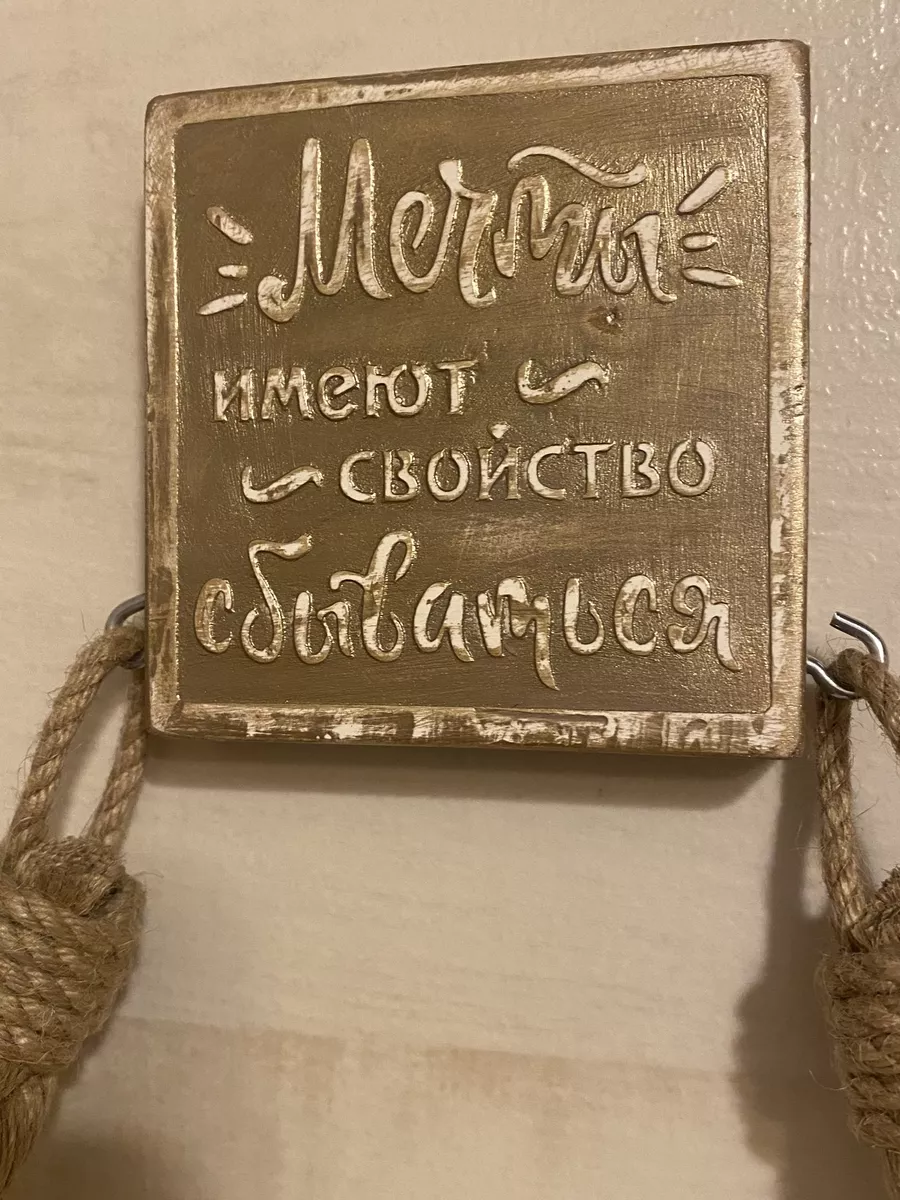 Мечты
имеют
свойство
сбываться